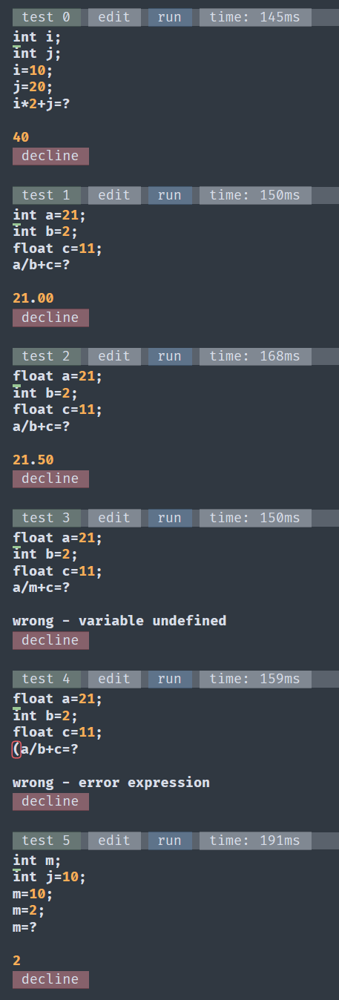 test 0 edit run time: 145ms
int i;
int j;
i=10;
j=20;
i*2+j=?
40
decline
test 1 edit run time: 150ms
int a=21;
int b=2;
float c=11;
a/b+c=?
21.00
decline
test 2 edit run time: 168ms
float a=21;
int b=2;
float c=11;
a/b+c=?
21.50
decline
test 3 edit run time: 150ms
float a=21;
int b=2;
float c=11;
a/m+c=?
wrong - variable undefined
decline
test 4 edit run time: 159ms
float a=21;
int b=2;
float c=11;
(a/b+c=?
wrong - error expression
decline
test 5 edit run time: 191ms
int m;
int j=10;
m=10;
m=2;
m=?
2
decline